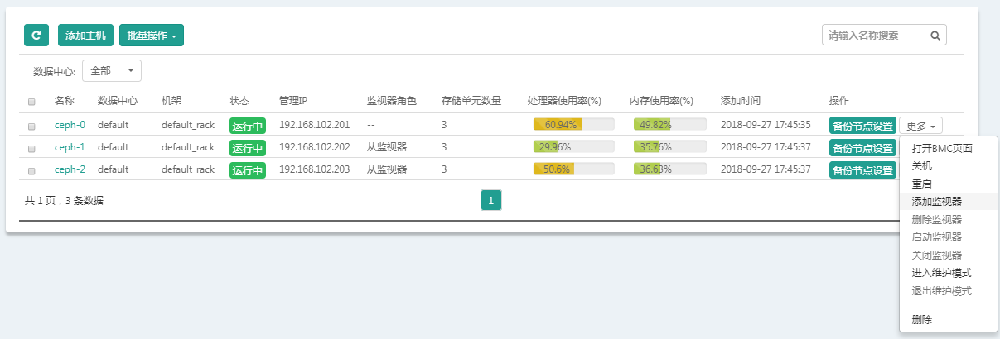 添加主机 批量操作 请输入名称搜索
数据中心: 全部
名称 数据中心 机架 状态 管理IP 监视器角色 存储单元数量 处理器使用率(%) 内存使用率(%) 添加时间 操作
ceph-0 default default_rack 运行中 192.168.102.201 -- 3 60.94% 49.82% 2018-09-27 17:45:35 备份节点设置 更多
ceph-1 default default_rack 运行中 192.168.102.202 从监视器 3 29.96% 35.76% 2018-09-27 17:45:37 备份节点设置
ceph-2 default default_rack 运行中 192.168.102.203 从监视器 3 50.6% 36.63% 2018-09-27 17:45:37 备份节点设置
共 1 页，3 条数据 1
打开BMC页面
关机
重启
添加监视器
删除监视器
启动监视器
关闭监视器
进入维护模式
退出维护模式
删除